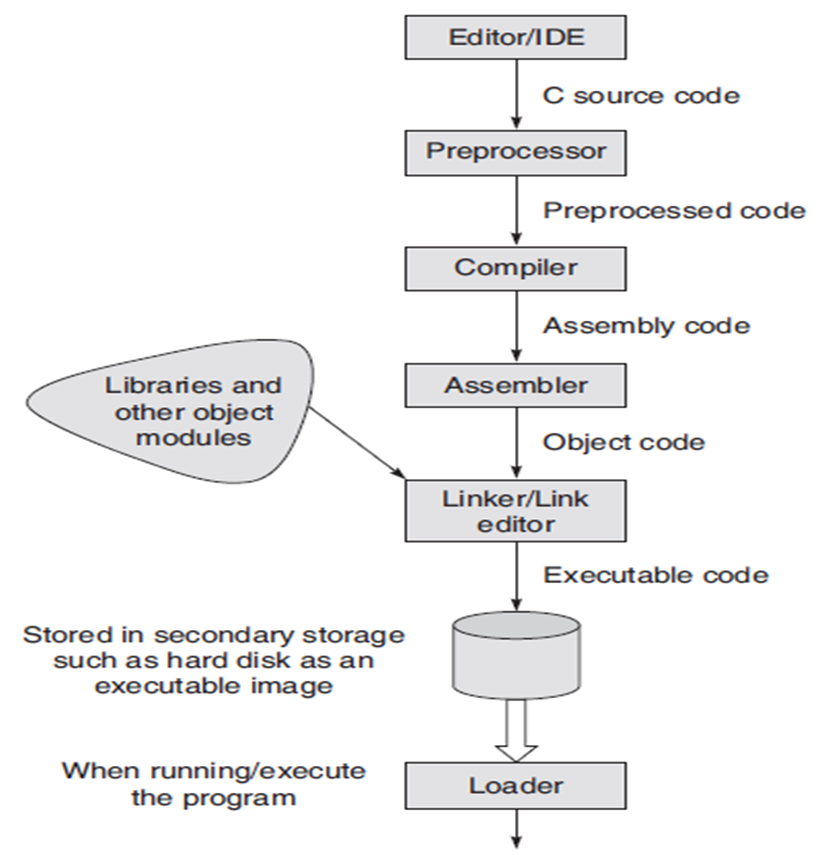 Editor/IDE
C source code
Preprocessor
Preprocessed code
Compiler
Assembly code
Assembler
Libraries and
other object
modules
Object code
Linker/Link
editor
Executable code
Stored in secondary storage
such as hard disk as an
executable image
When running/execute
the program
Loader